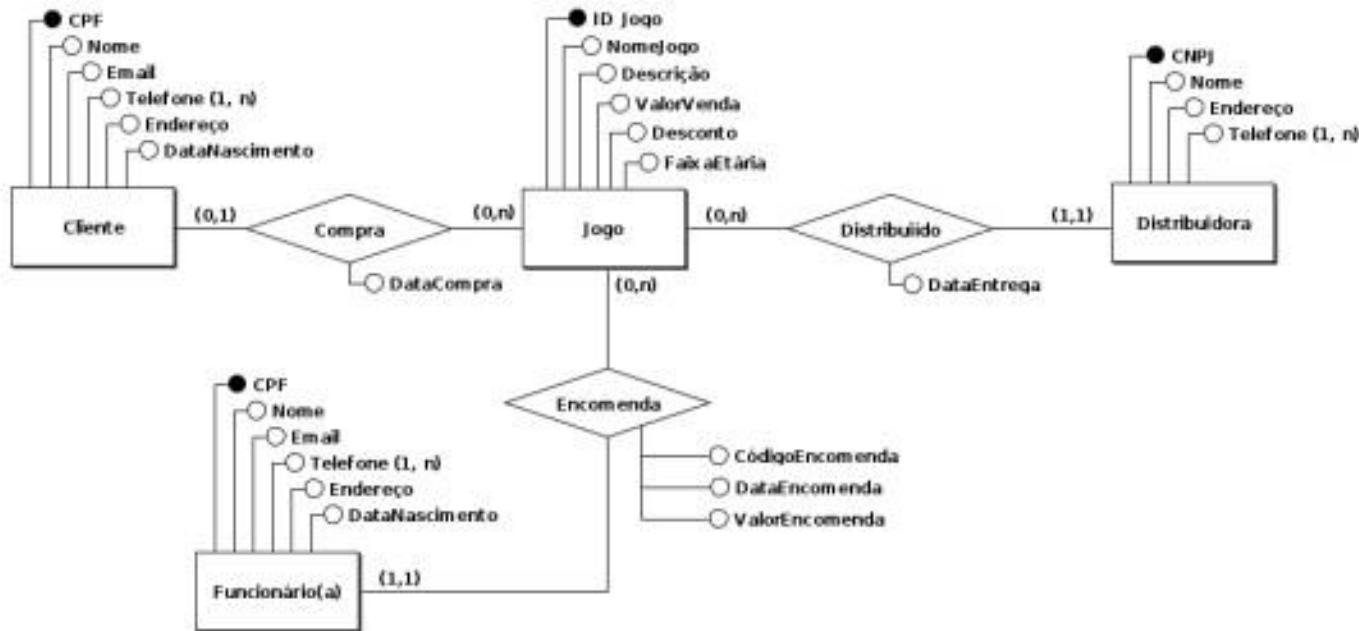 CPF
Nome
Email
Telefone (1, n)
Endereço
DataNascimento
Cliente
(0,1)
Compra
DataCompra
(0,n)
ID Jogo
NomeJogo
Descrição
ValorVenda
Desconto
FaixaEtária
Jogo
(0,n)
Distribuiido
DataEntrega
(1,1)
CNPJ
Nome
Endereço
Telefone (1, n)
Distribuidora
(0,n)
Encomenda
CódigoEncomenda
DataEncomenda
ValorEncomenda
CPF
Nome
Email
Telefone (1, n)
Endereço
DataNascimento
Funcionário(a)
(1,1)